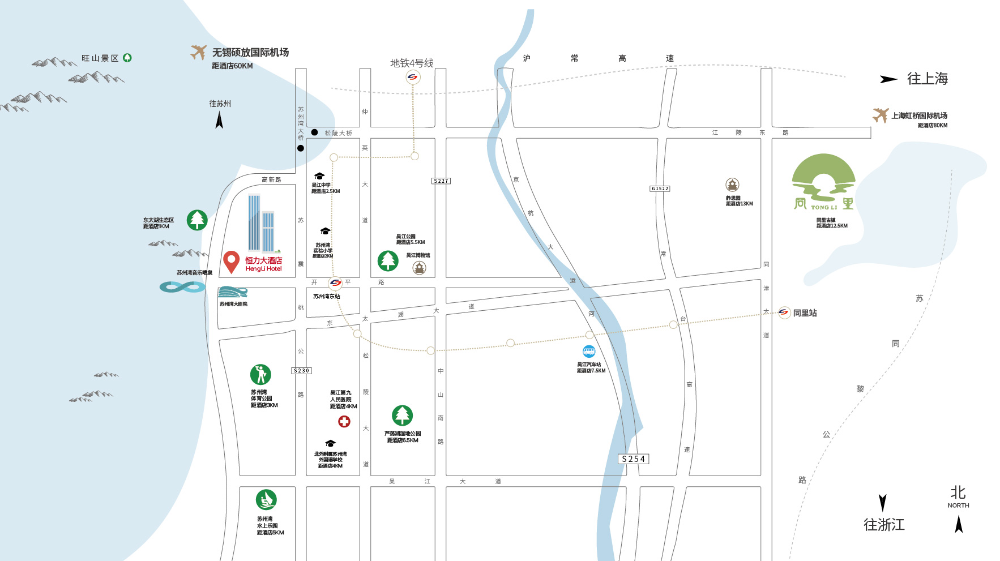 旺山景区
无锡硕放国际机场
距酒店60KM
往苏州
地铁4号线
沪常高速
往上海
上海虹桥国际机场
距酒店80KM
苏州湾大桥
松陵大桥
江陵东路
仲英大道
高新路
吴江中学
距酒店2.5KM
S227
G1522
静思园
距酒店13KM
TONG LI
同里
同里古镇
距酒店12.5KM
东太湖生态区
距酒店1KM
恒力大酒店
HengLi Hotel
苏州湾
实验小学
距酒店2KM
吴江公园
距酒店5.5KM
吴江博物馆
苏州湾音乐喷泉
苏州湾大剧院
开平路
苏州湾东站
苏震桃公路
东太湖大道
京杭大运河
常台高速
同津大道
同里站
苏同黎公路
S230
松陵大道
中山南路
吴江汽车站
距酒店7.5KM
苏州湾
体育公园
距酒店3KM
吴江第九
人民医院
距酒店4KM
芦荡湖湿地公园
距酒店6.5KM
北外附属苏州湾
外国语学校
距酒店4KM
S254
吴江大道
苏州湾
水上乐园
距酒店5KM
往浙江
北
NORTH